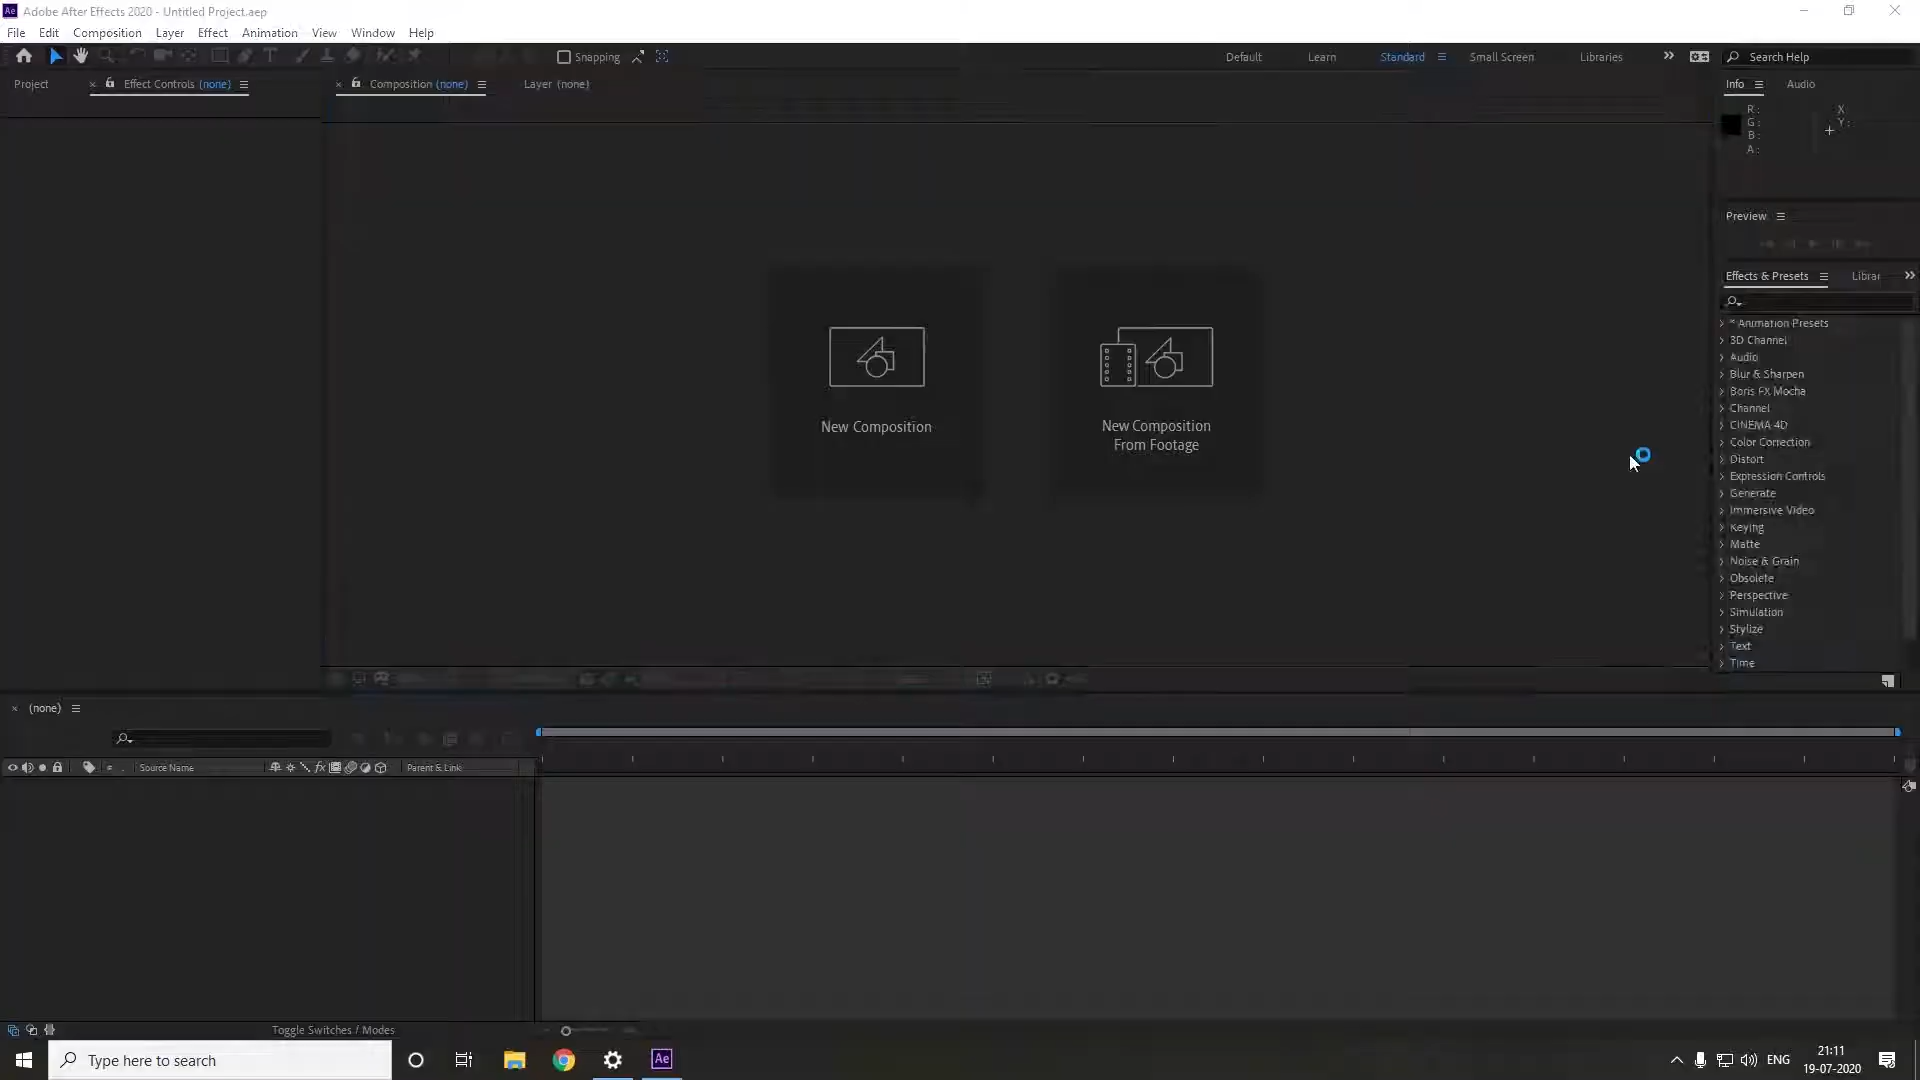 Ae Adobe After Effects 2020 - Untitled Project.aep
File Edit Composition Layer Effect Animation View Window Help
Snapping
Default Learn Standard Small Screen Libraries
Search Help
Project
Effect Controls (none)
Composition (none)
Layer (none)
Info Audio
R :
G :
B :
A :
X
Y :
Preview
Effects & Presets Librar
* Animation Presets
3D Channel
Audio
Blur & Sharpen
Boris FX Mocha
Channel
CINEMA 4D
Color Correction
Distort
Expression Controls
Generate
Immersive Video
Keying
Matte
Noise & Grain
Obsolete
Perspective
Simulation
Stylize
Text
Time
New Composition
New Composition
From Footage
(none)
Source Name
fx
Parent & Link
Toggle Switches / Modes
Type here to search
Ae
ENG
21:11
19-07-2020